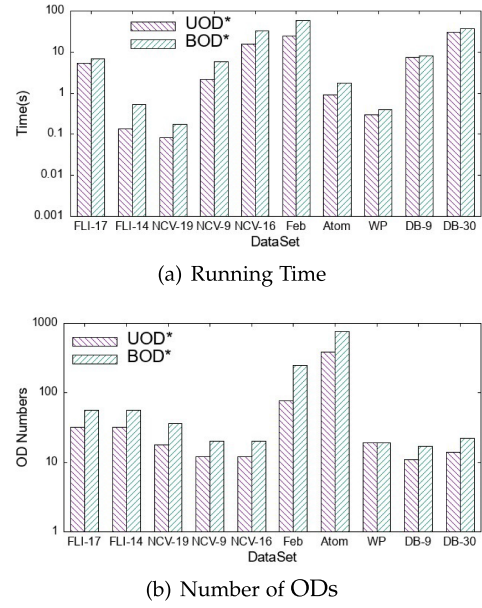 100
10
1
0.1
0.01
0.001
Time(s)
UOD*
BOD*
FLI-17 FLI-14 NCV-19 NCV-9 NCV-16 Feb Atom WP DB-9 DB-30
DataSet
(a) Running Time
1000
100
10
1
OD Numbers
UOD*
BOD*
FLI-17 FLI-14 NCV-19 NCV-9 NCV-16 Feb Atom WP DB-9 DB-30
DataSet
(b) Number of ODs